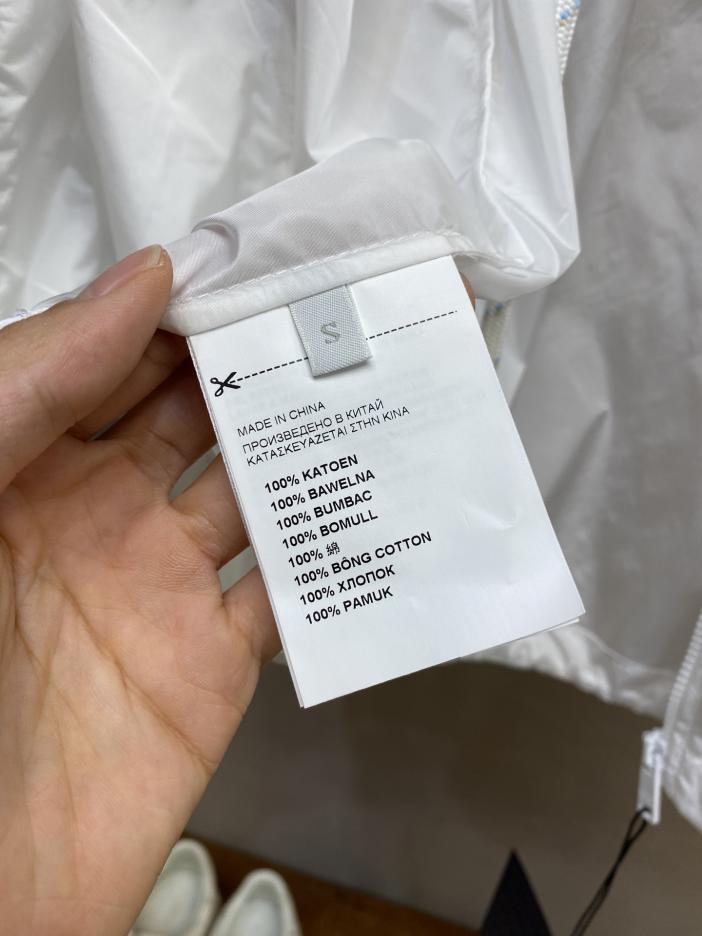 S
MADE IN CHINA
ПРОИЗВЕДЕНО В КИТАЙ
ΚΑΤΑΣΚΕΥΑΖΕΤΑΙ ΣΤΗΝ ΚΙΝΑ
100% KATOEN
100% BAWELNA
100% BUMBAC
100% BOMULL
100% 綿
100% BÔNG COTTON
100% ХЛОПОК
100% PAMUK